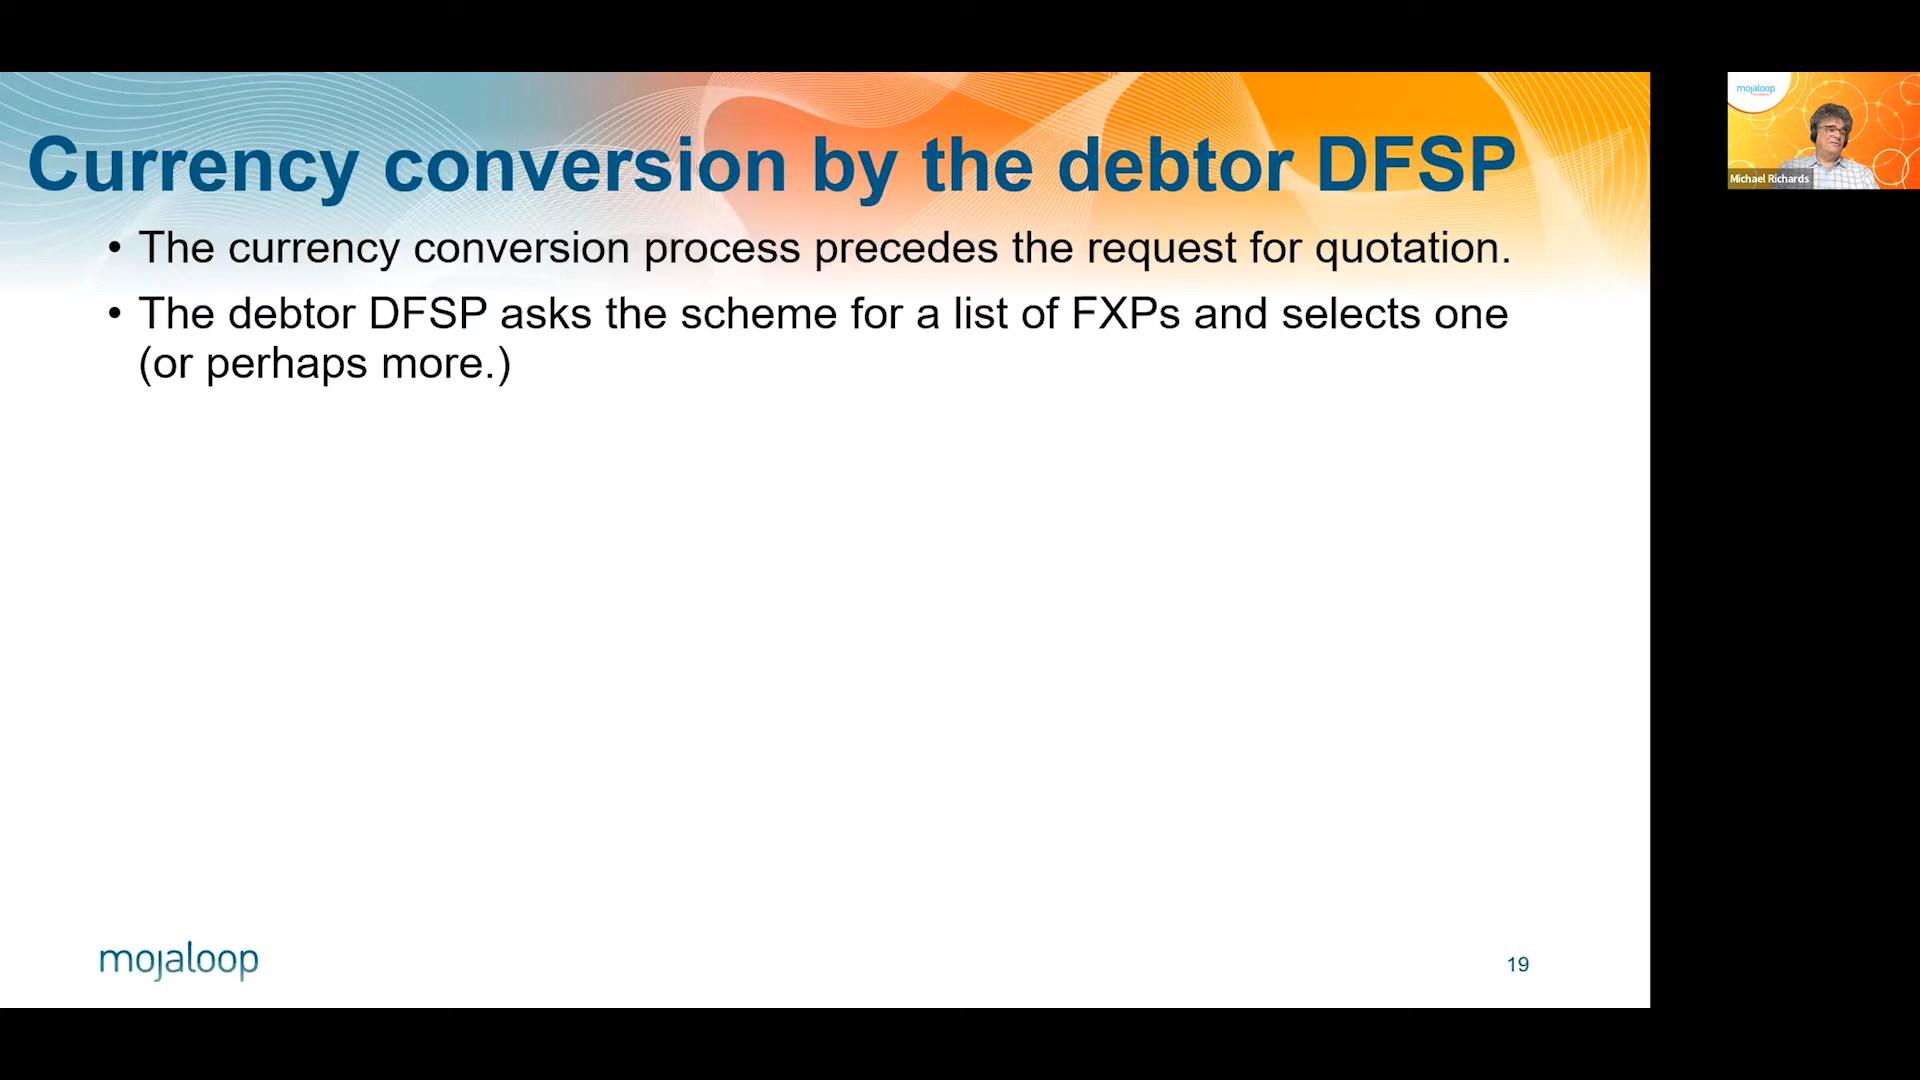 Currency conversion by the debtor DFSP
• The currency conversion process precedes the request for quotation.
• The debtor DFSP asks the scheme for a list of FXPs and selects one
(or perhaps more.)
mojaloop
19
mojaloop
Michael Richards